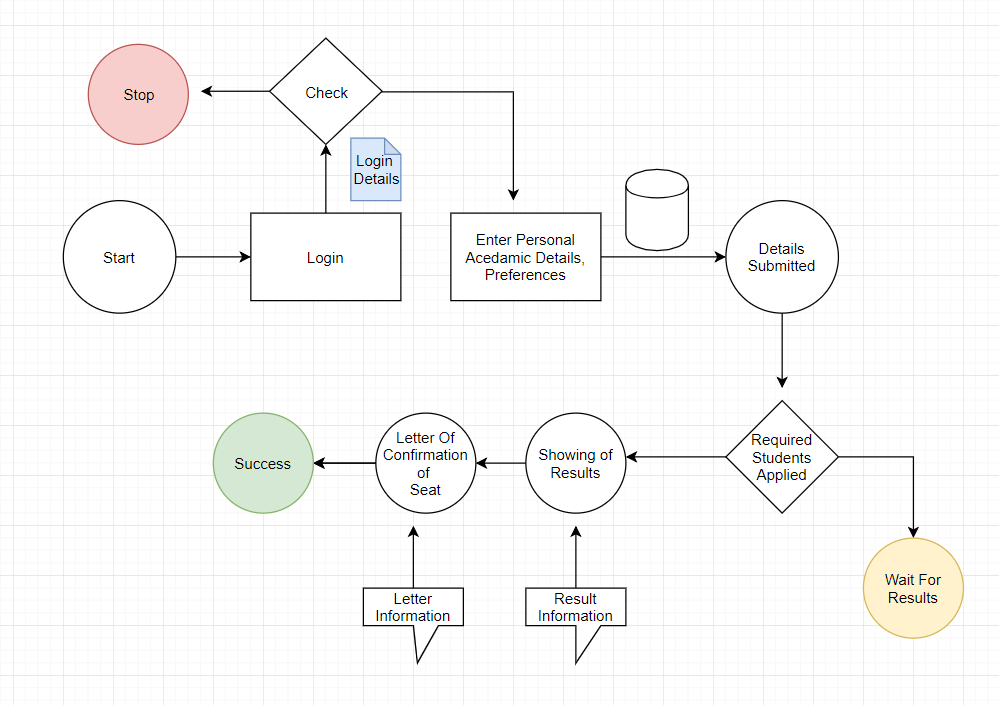 Stop
Check
Login
Details
Start
Login
Enter Personal
Acedamic Details,
Preferences
Details
Submitted
Success
Letter Of
Confirmation
of
Seat
Showing of
Results
Required
Students
Applied
Wait For
Results
Letter
Information
Result
Information